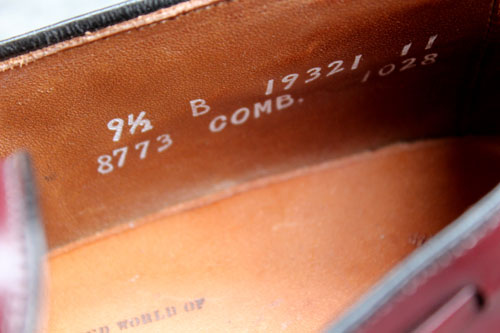 9½ B 19321 11
8773 COMB. 1028
WORLD OF